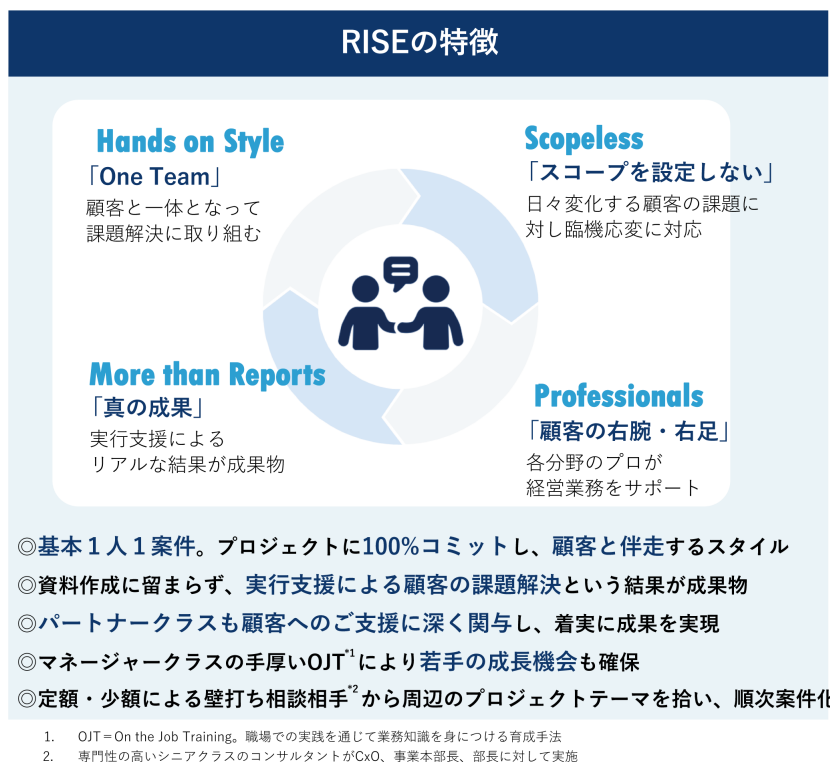 RISEの特徴
Hands on Style
「One Team」
顧客と一体となって
課題解決に取り組む
Scopeless
「スコープを設定しない」
日々変化する顧客の課題に
対し臨機応変に対応
More than Reports
「真の成果」
実行支援による
リアルな結果が成果物
Professionals
「顧客の右腕・右足」
各分野のプロが
経営業務をサポート
◎基本１人１案件。プロジェクトに100%コミットし、顧客と伴走するスタイル
◎資料作成に留まらず、実行支援による顧客の課題解決という結果が成果物
◎パートナークラスも顧客へのご支援に深く関与し、着実に成果を実現
◎マネージャークラスの手厚いOJT*1により若手の成長機会も確保
◎定額・少額による壁打ち相談相手*2から周辺のプロジェクトテーマを拾い、順次案件化
1. OJT＝On the Job Training。職場での実践を通じて業務知識を身につける育成手法
2. 専門性の高いシニアクラスのコンサルタントがCxO、事業本部長、部長に対して実施